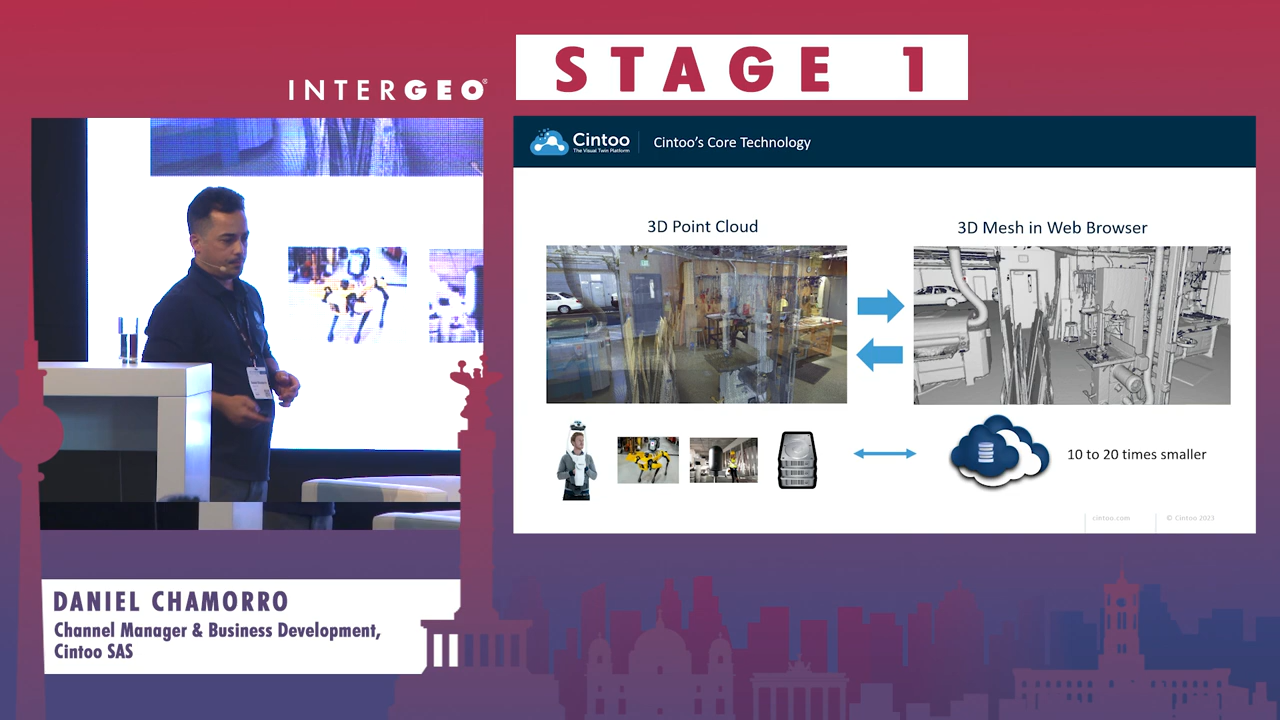 STAGE 1
INTERGEO®
Cintoo
The Visual Twin Platform
Cintoo's Core Technology
3D Point Cloud
3D Mesh in Web Browser
10 to 20 times smaller
cintoo.com
© Cintoo 2023
DANIEL CHAMORRO
Channel Manager & Business Development,
Cintoo SAS